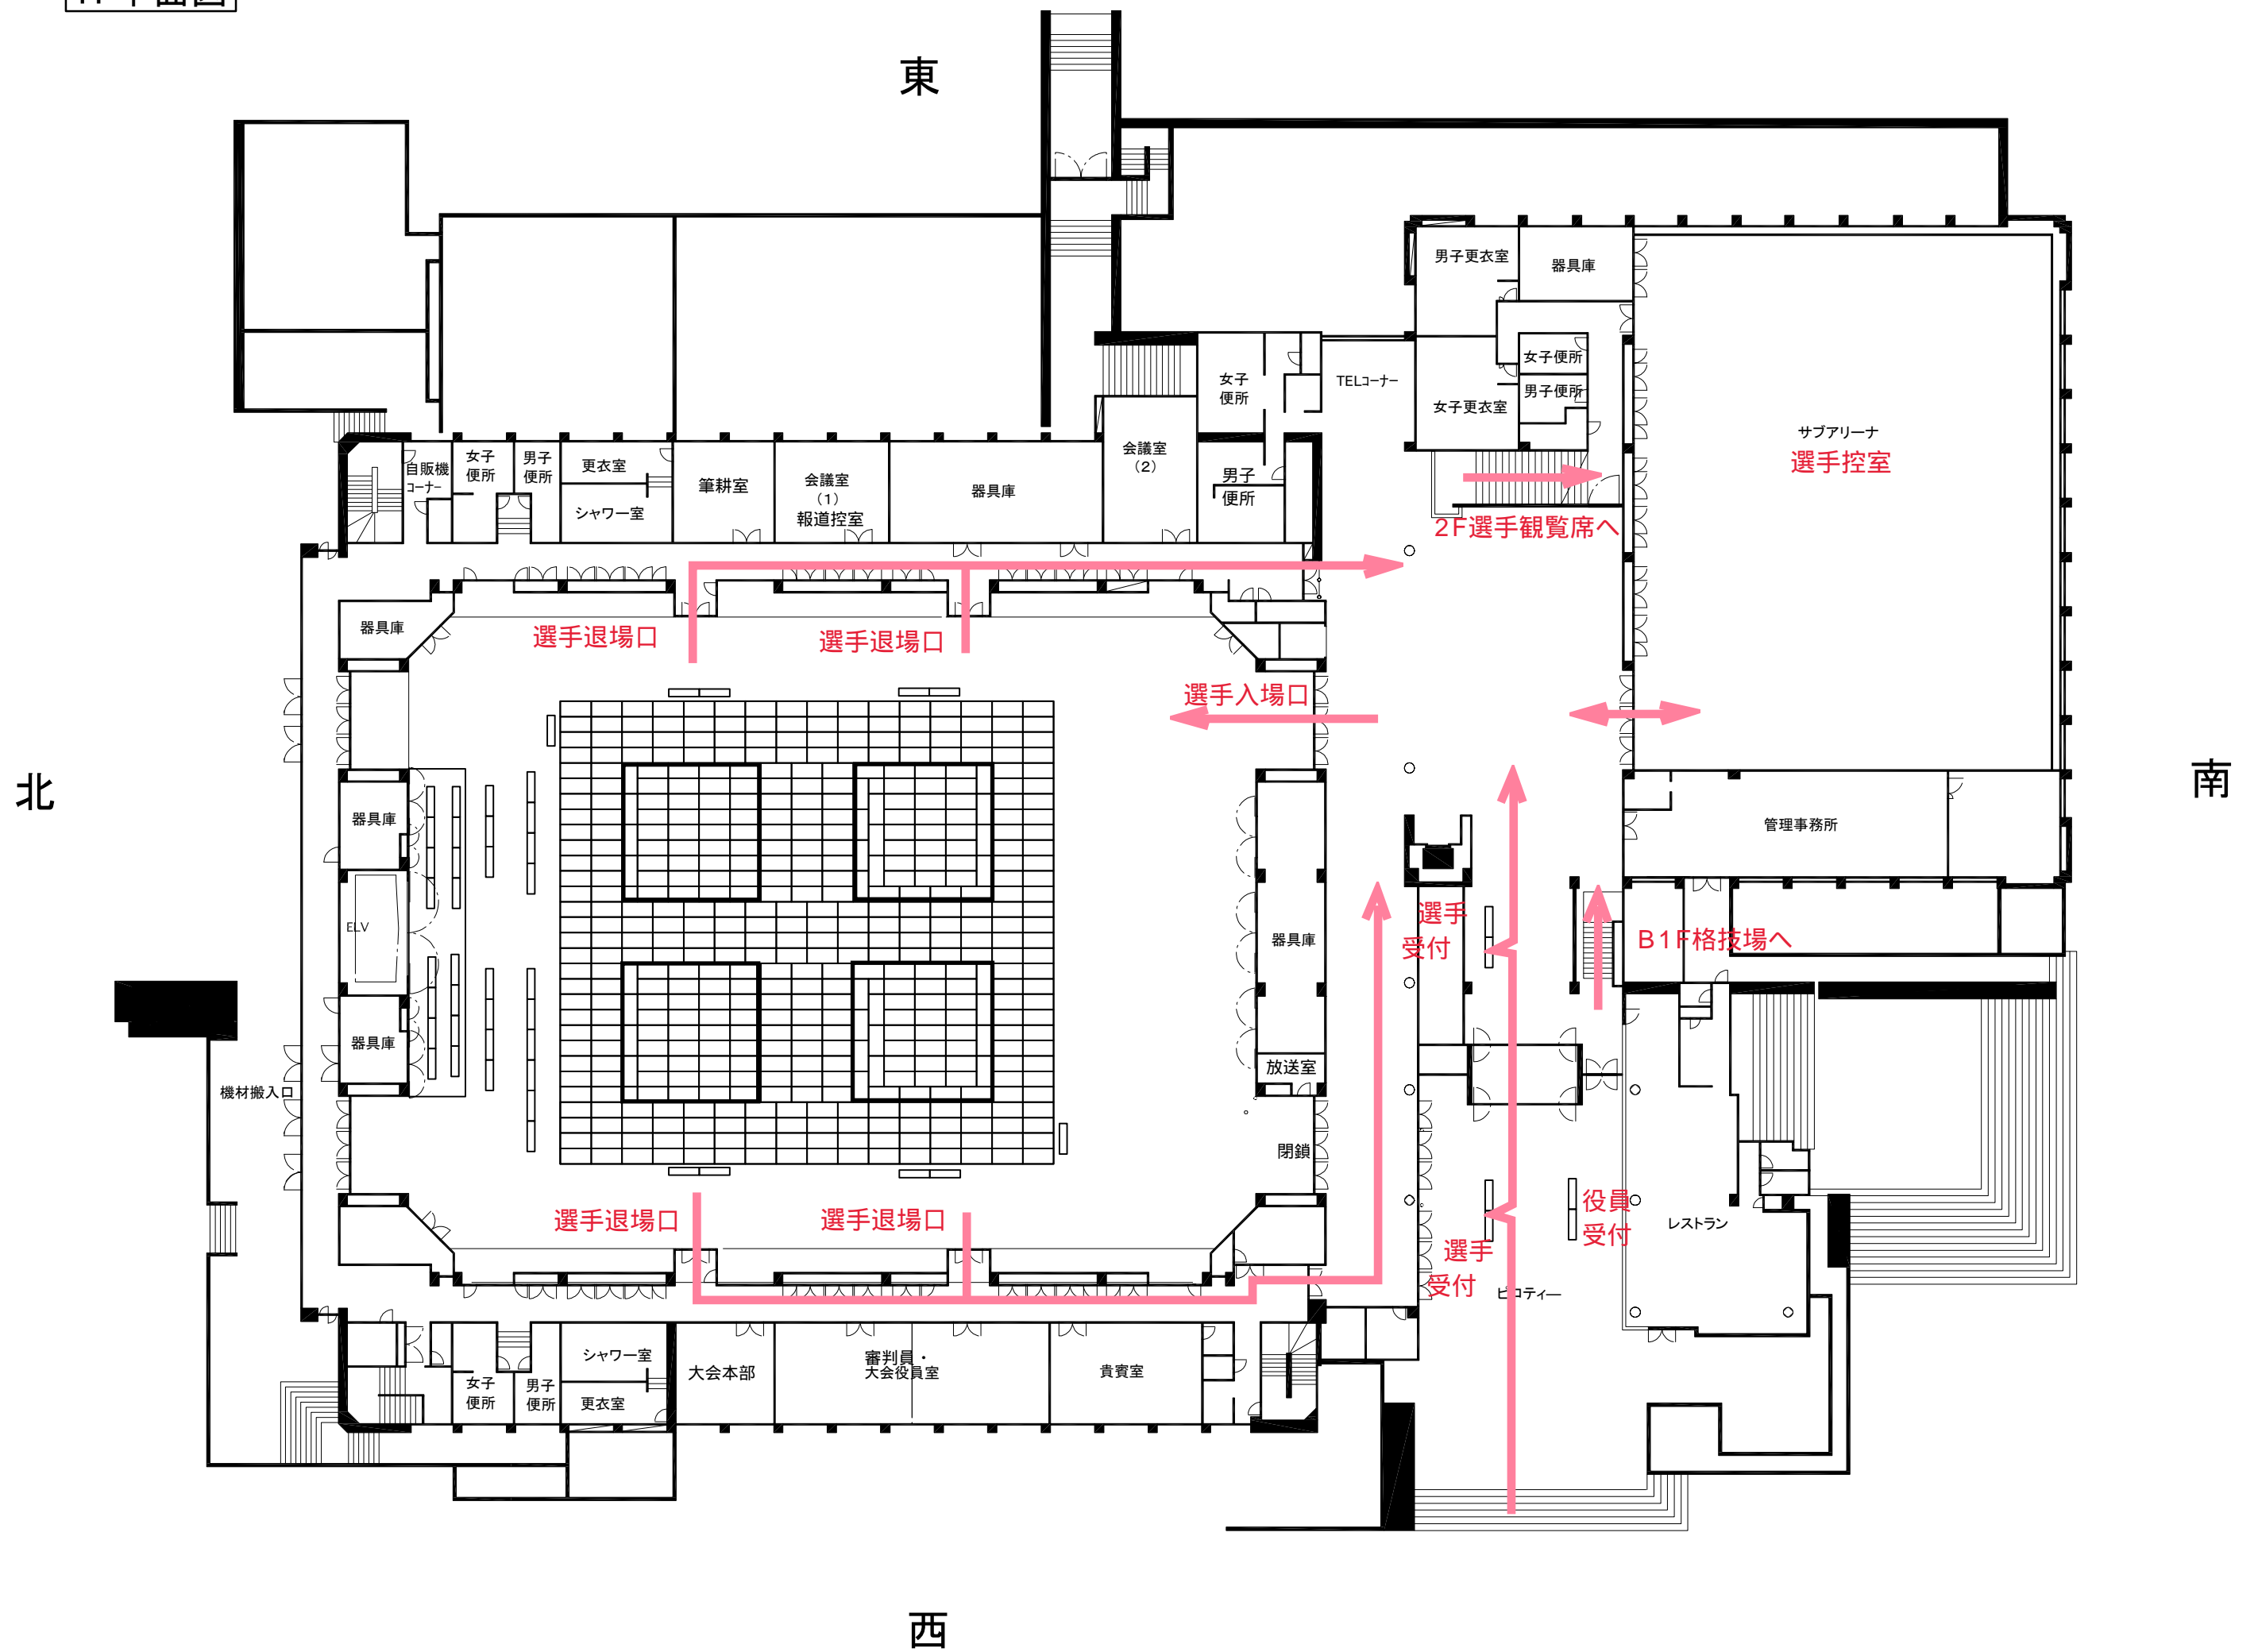 東
男子更衣室
器具庫
女子便所
男子便所
女子
便所
TELコーナー
女子更衣室
サブアリーナ
選手控室
会議室
(2)
自販機
コーナー
女子
便所
男子
便所
更衣室
シャワー室
筆耕室
会議室
(1)
報道控室
器具庫
男子
便所
2F選手観覧席へ
器具庫
選手退場口
選手退場口
選手入場口
北
南
器具庫
管理事務所
ELV
器具庫
選手
受付
B1F格技場へ
器具庫
放送室
機材搬入口
閉鎖
選手退場口
選手退場口
選手
受付
役員
受付
レストラン
ピロティー
シャワー室
更衣室
女子
便所
男子
便所
大会本部
審判員・
大会役員室
貴賓室
西